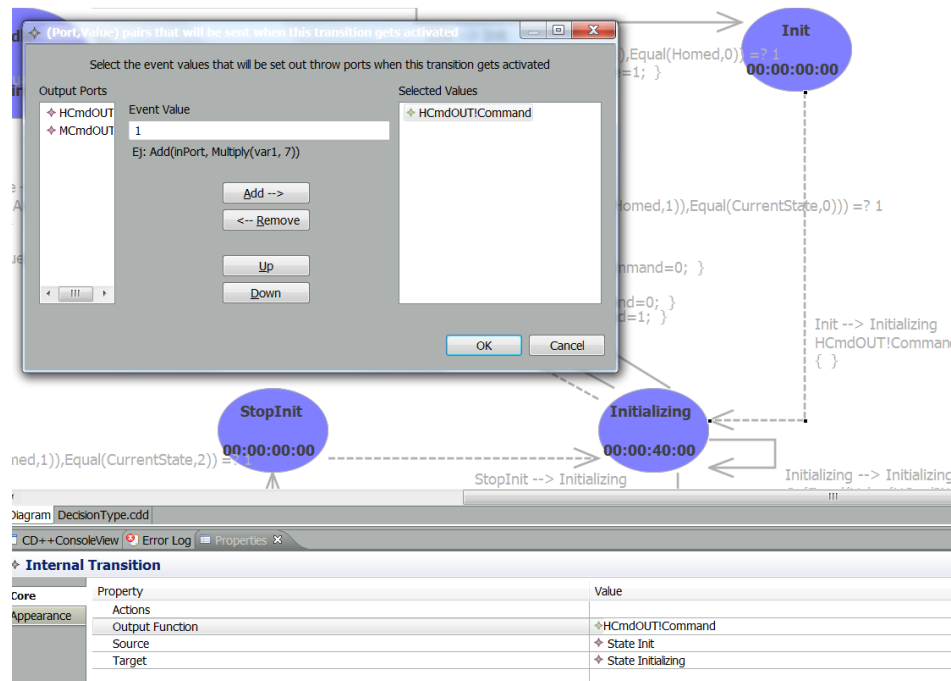 (Port,Value) pairs that will be sent when this transition gets activated
Select the event values that will be set out throw ports when this transition gets activated
Output Ports
HCmdOUT
MCmdOUT
Event Value
1
Ej: Add(inPort, Multiply(var1, 7))
Add -->
<-- Remove
Up
Down
Selected Values
HCmdOUT!Command
OK
Cancel
Init
00:00:00:00
),Equal(Homed,0)) =? 1
=1; }
omed,1)),Equal(CurrentState,0))) =? 1
mmand=0; }
nd=0; }
d=1; }
Init --> Initializing
HCmdOUT!Command
{ }
StopInit
00:00:00:00
Initializing
00:00:40:00
med,1)),Equal(CurrentState,2)) =? 1
StopInit --> Initializing
Initializing --> Initializing
Diagram
DecisionType.cdd
CD++ConsoleView
Error Log
Properties
Internal Transition
Core
Appearance
Property
Value
Actions
Output Function
HCmdOUT!Command
Source
State Init
Target
State Initializing